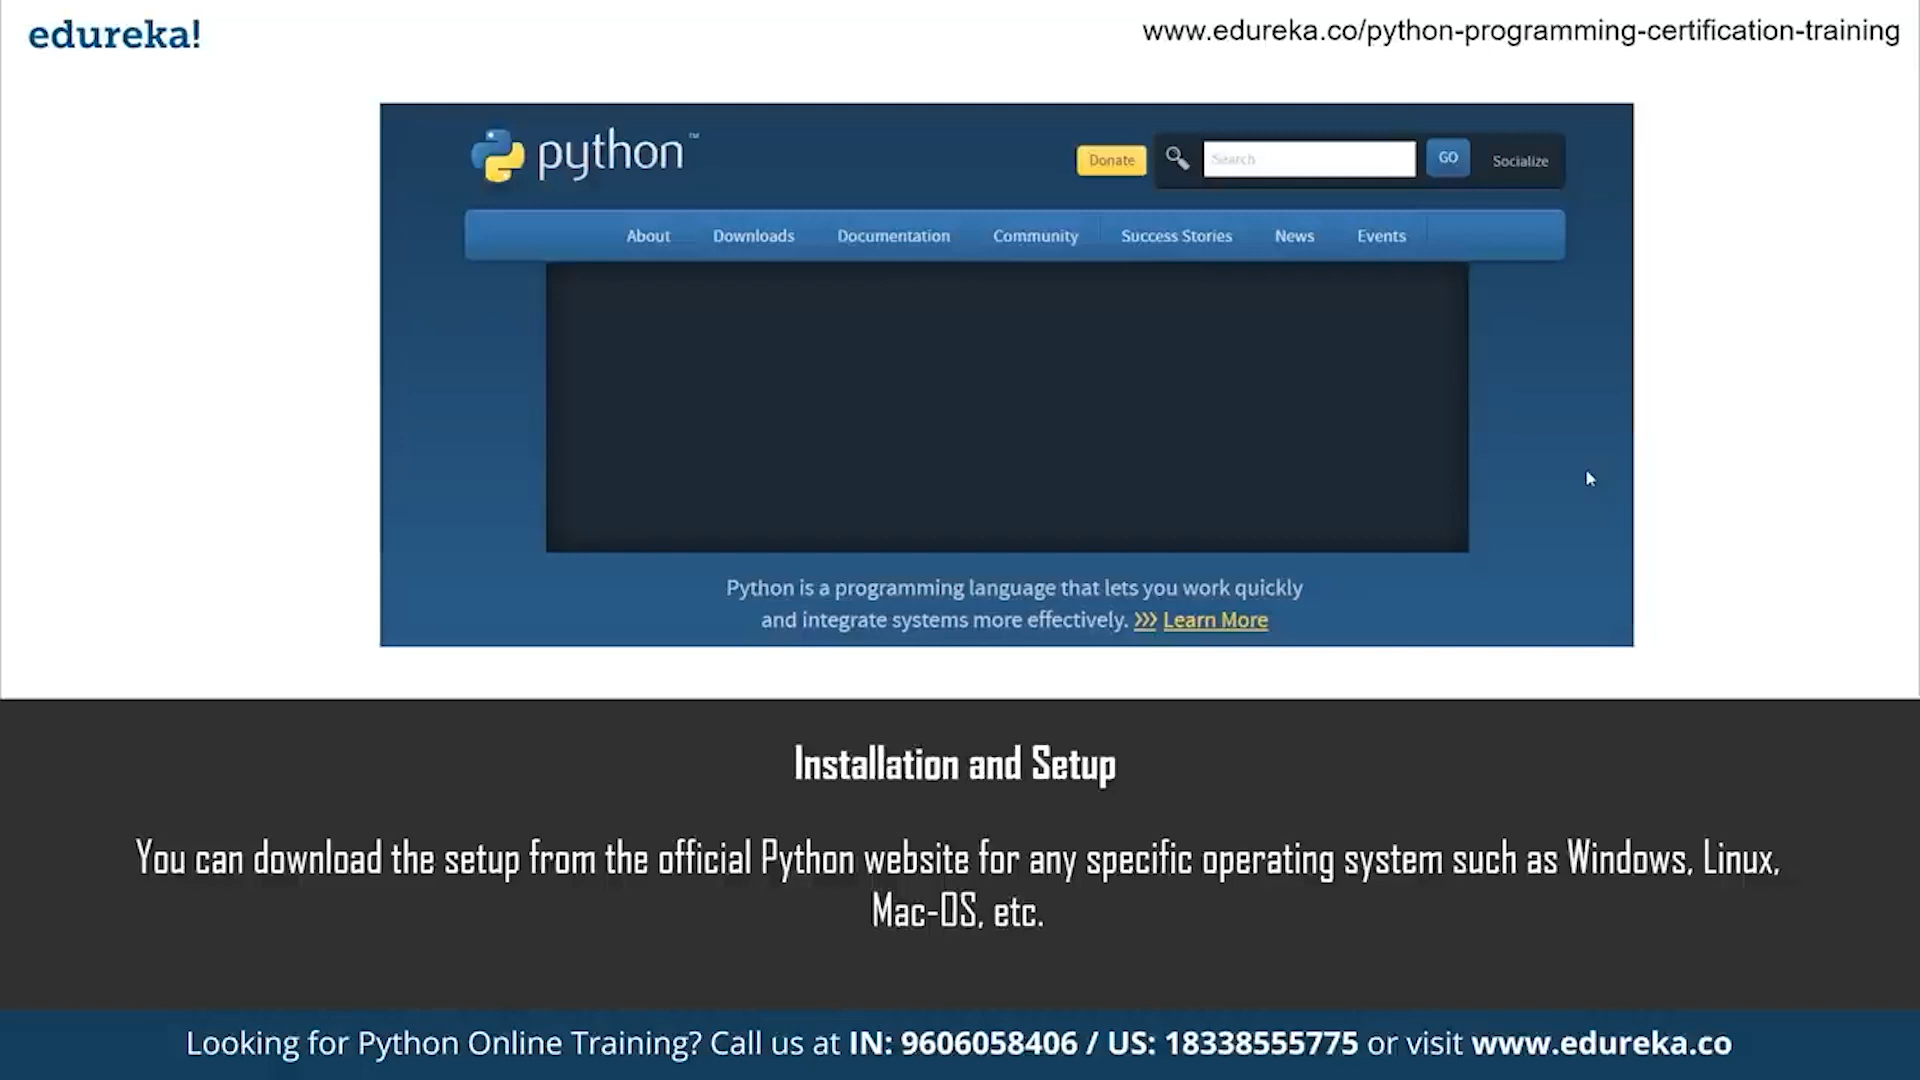 edureka!
www.edureka.co/python-programming-certification-training
python™
Donate
Search
GO
Socialize
About
Downloads
Documentation
Community
Success Stories
News
Events
Python is a programming language that lets you work quickly
and integrate systems more effectively. >>> Learn More
Installation and Setup
You can download the setup from the official Python website for any specific operating system such as Windows, Linux,
Mac-OS, etc.
Looking for Python Online Training? Call us at IN: 9606058406 / US: 18338555775 or visit www.edureka.co